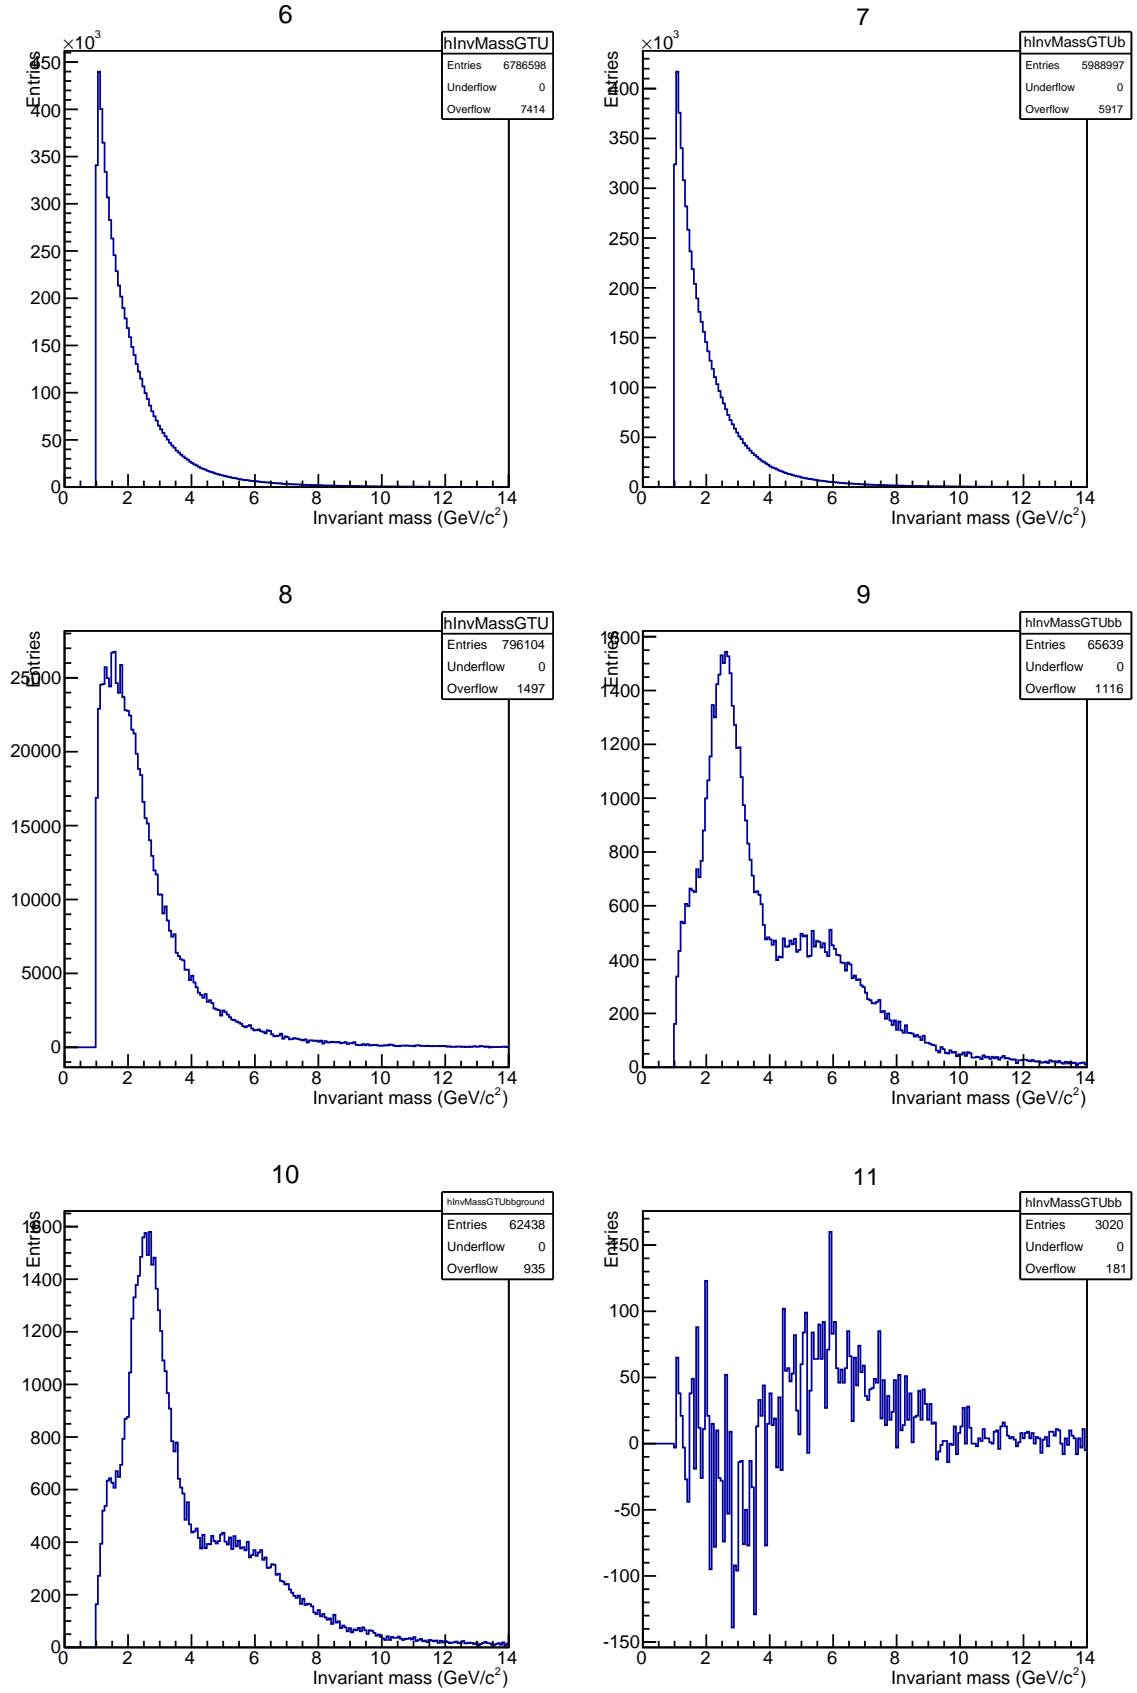 6
×10³
Entries
450
400
350
300
250
200
150
100
50
0
0 2 4 6 8 10 12 14
Invariant mass (GeV/c²)
hInvMassGTU
Entries 6786598
Underflow 0
Overflow 7414
7
×10³
Entries
400
350
300
250
200
150
100
50
0
0 2 4 6 8 10 12 14
Invariant mass (GeV/c²)
hInvMassGTUb
Entries 5988997
Underflow 0
Overflow 5917
8
Entries
25000
20000
15000
10000
5000
0
0 2 4 6 8 10 12 14
Invariant mass (GeV/c²)
hInvMassGTU
Entries 796104
Underflow 0
Overflow 1497
9
Entries
1600
1400
1200
1000
800
600
400
200
0
0 2 4 6 8 10 12 14
Invariant mass (GeV/c²)
hInvMassGTUbb
Entries 65639
Underflow 0
Overflow 1116
10
Entries
1600
1400
1200
1000
800
600
400
200
0
0 2 4 6 8 10 12 14
Invariant mass (GeV/c²)
hInvMassGTUbbground
Entries 62438
Underflow 0
Overflow 935
11
Entries
150
100
50
0
-50
-100
-150
0 2 4 6 8 10 12 14
Invariant mass (GeV/c²)
hInvMassGTUbb
Entries 3020
Underflow 0
Overflow 181